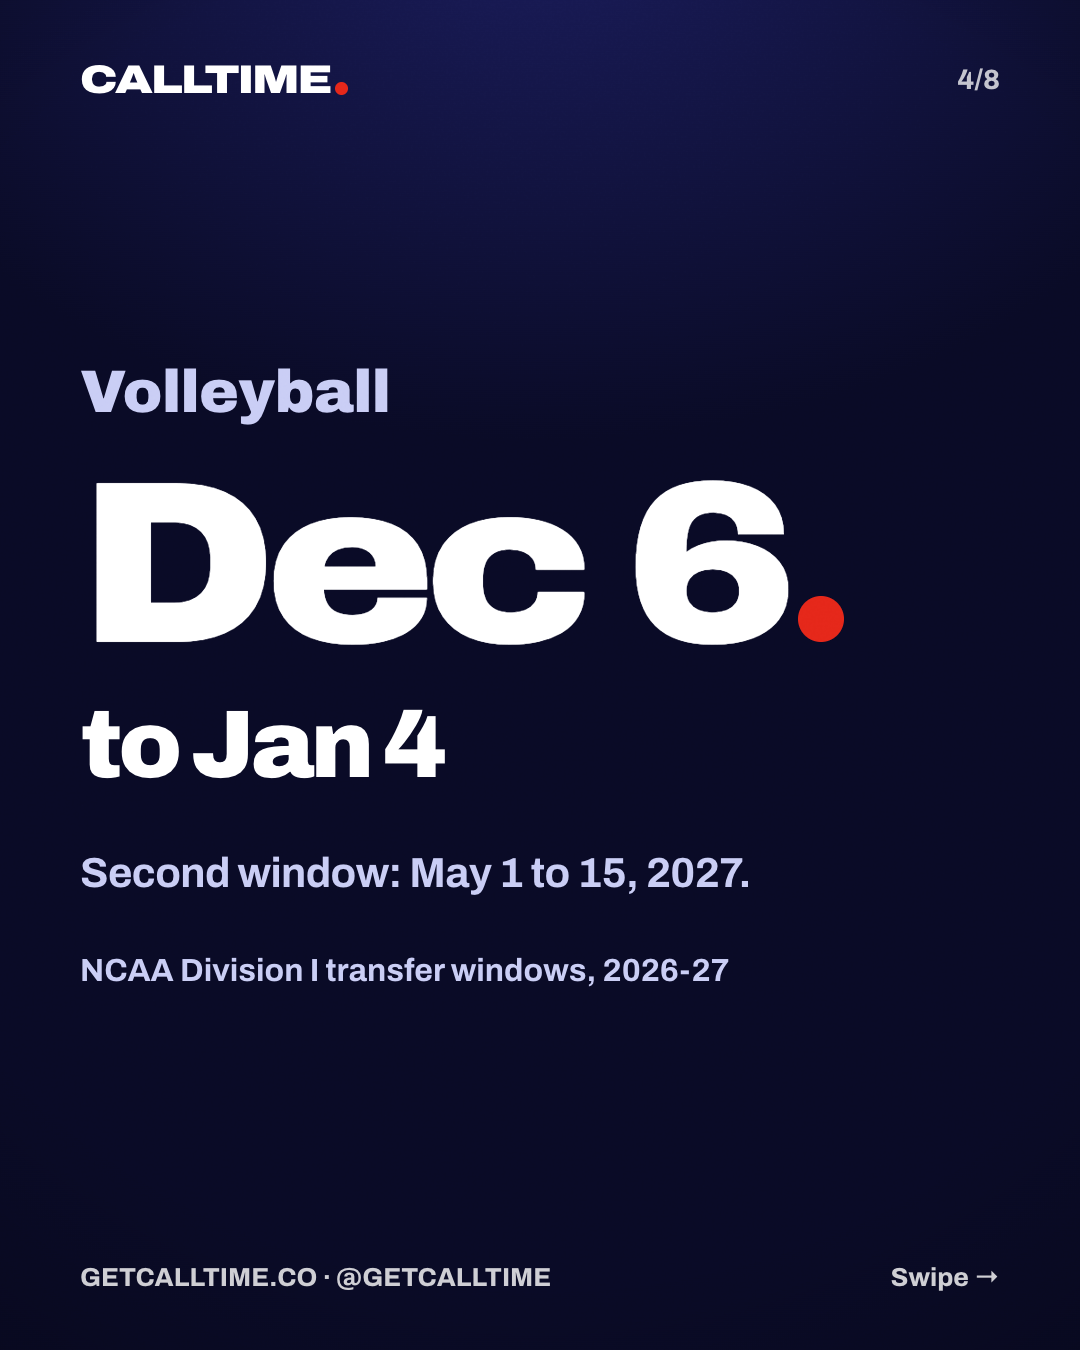 CALLTIME.
4/8
Volleyball
Dec 6.
to Jan 4
Second window: May 1 to 15, 2027.
NCAA Division I transfer windows, 2026-27
GETCALLTIME.CO · @GETCALLTIME
Swipe →